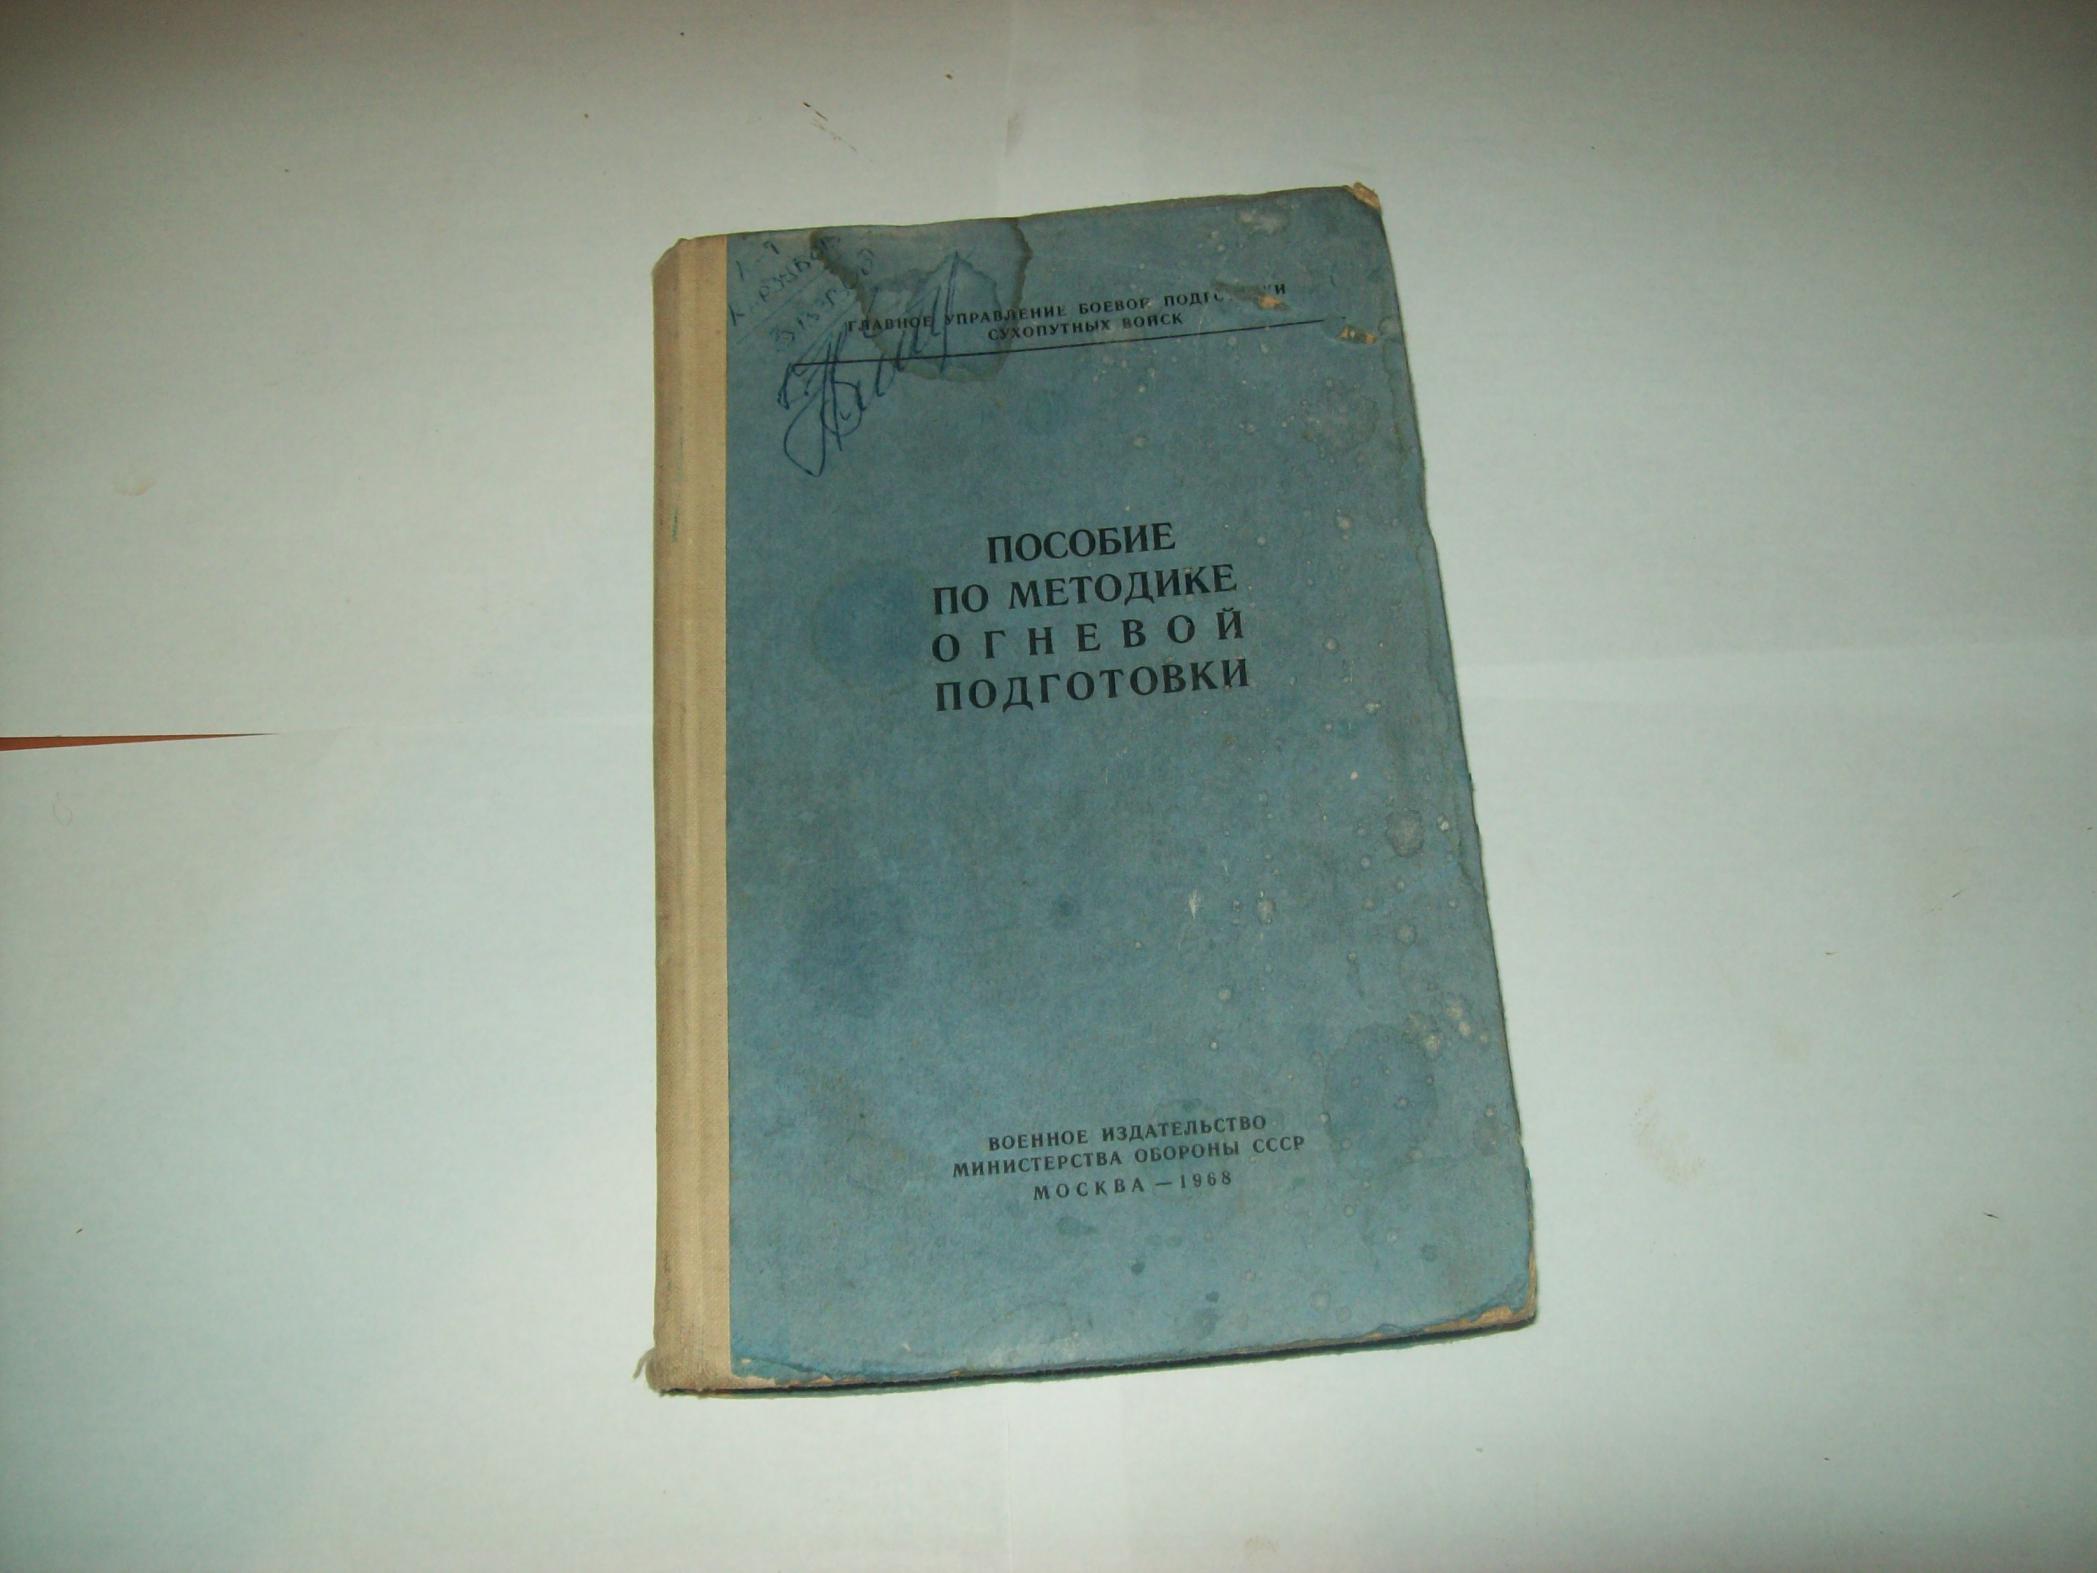 ГЛАВНОЕ УПРАВЛЕНИЕ БОЕВОЙ
СУХОПУТНЫХ ВОЙСК
ПОСОБИЕ
ПО МЕТОДИКЕ
ОГНЕВОЙ
ПОДГОТОВКИ
ВОЕННОЕ ИЗДАТЕЛЬСТВО
МИНИСТЕРСТВА ОБОРОНЫ СССР
МОСКВА — 1968